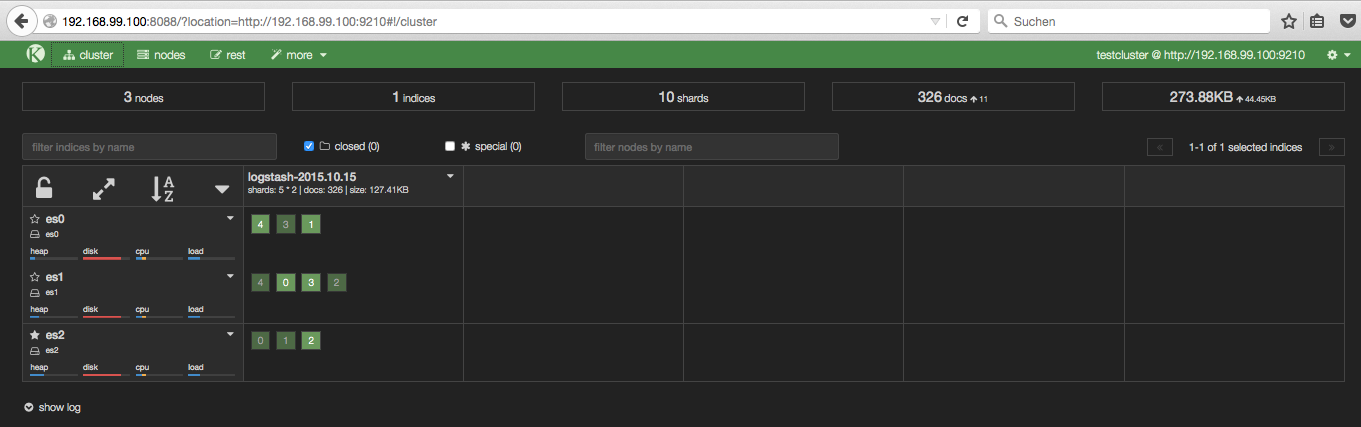 192.168.99.100:8088/?location=http://192.168.99.100:9210#!/cluster
Suchen
K cluster nodes rest more testcluster @ http://192.168.99.100:9210
3 nodes 1 indices 10 shards 326 docs 11 273.88KB 44.45KB
filter indices by name closed (0) special (0) filter nodes by name « 1-1 of 1 selected indices »
A
Z
logstash-2015.10.15
shards: 5 * 2 | docs: 326 | size: 127.41KB
es0
es0
heap disk cpu load
4 3 1
es1
es1
heap disk cpu load
4 0 3 2
es2
es2
heap disk cpu load
0 1 2
show log